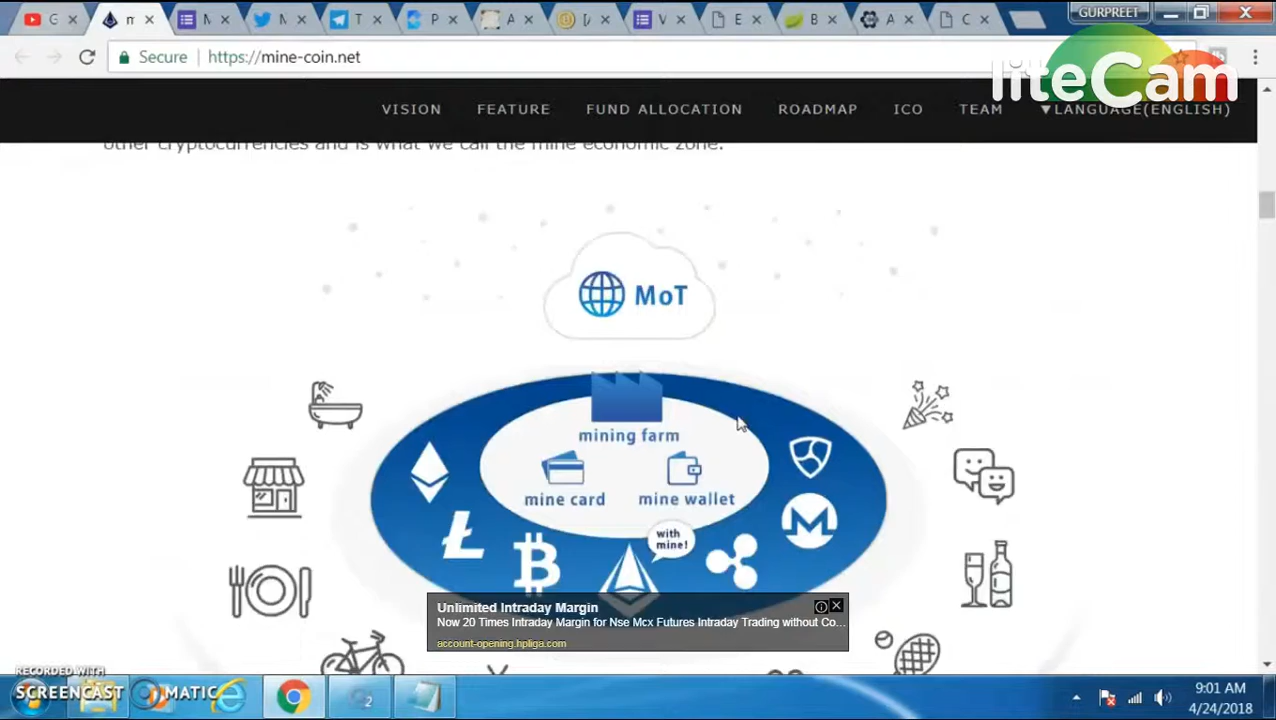 G
n
N
N
T
P
A
[
V
E
B
A
C
GURPREET
Secure
https://mine-coin.net
liteCam
VISION
FEATURE
FUND ALLOCATION
ROADMAP
ICO
TEAM
▼LANGUAGE(ENGLISH)
other cryptocurrencies and is what we call the mine economic zone.
MoT
mining farm
mine card
mine wallet
with
mine!
Unlimited Intraday Margin
Now 20 Times Intraday Margin for Nse Mcx Futures Intraday Trading without Co...
account-opening.hpliga.com
RECORDED WITH
SCREENCAST
MATIC
9:01 AM
4/24/2018